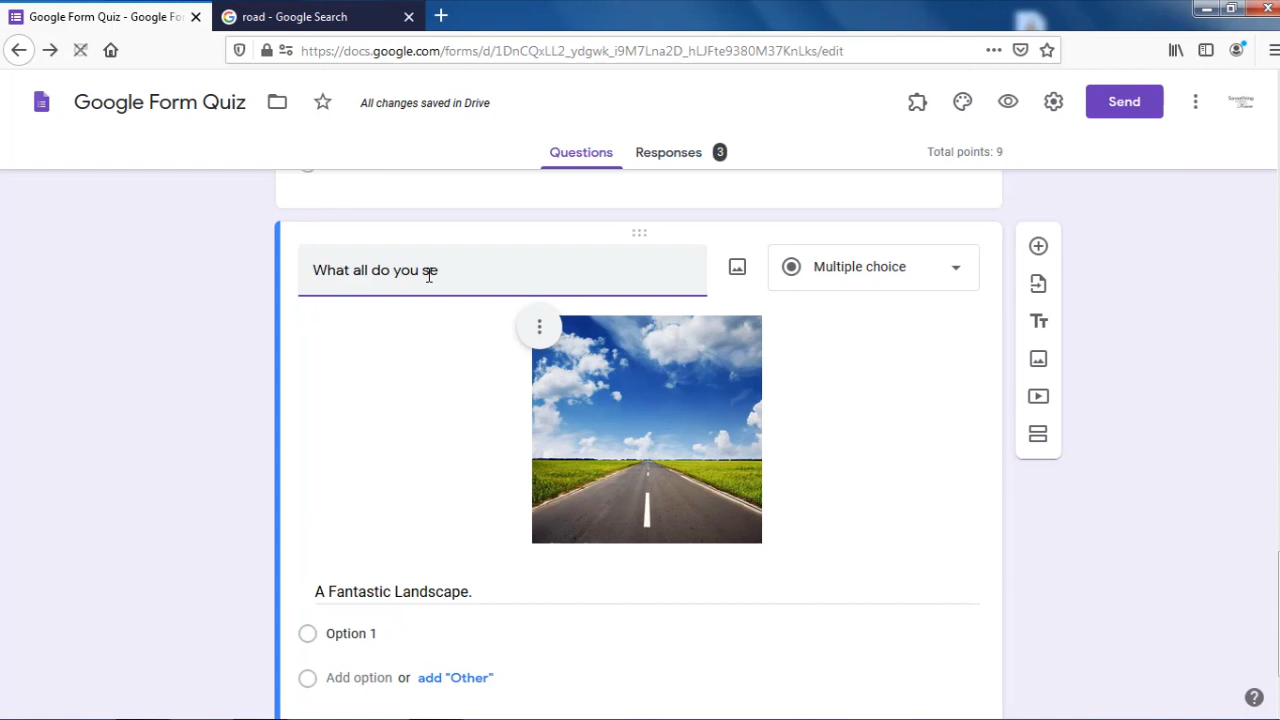 Google Form Quiz - Google Fo
road - Google Search
https://docs.google.com/forms/d/1DnCQxLL2_ydgwk_i9M7Lna2D_hLJFte9380M37KnLks/edit
Google Form Quiz
All changes saved in Drive
Send
Questions
Responses 3
Total points: 9
What all do you se
Multiple choice
A Fantastic Landscape.
Option 1
Add option or add "Other"